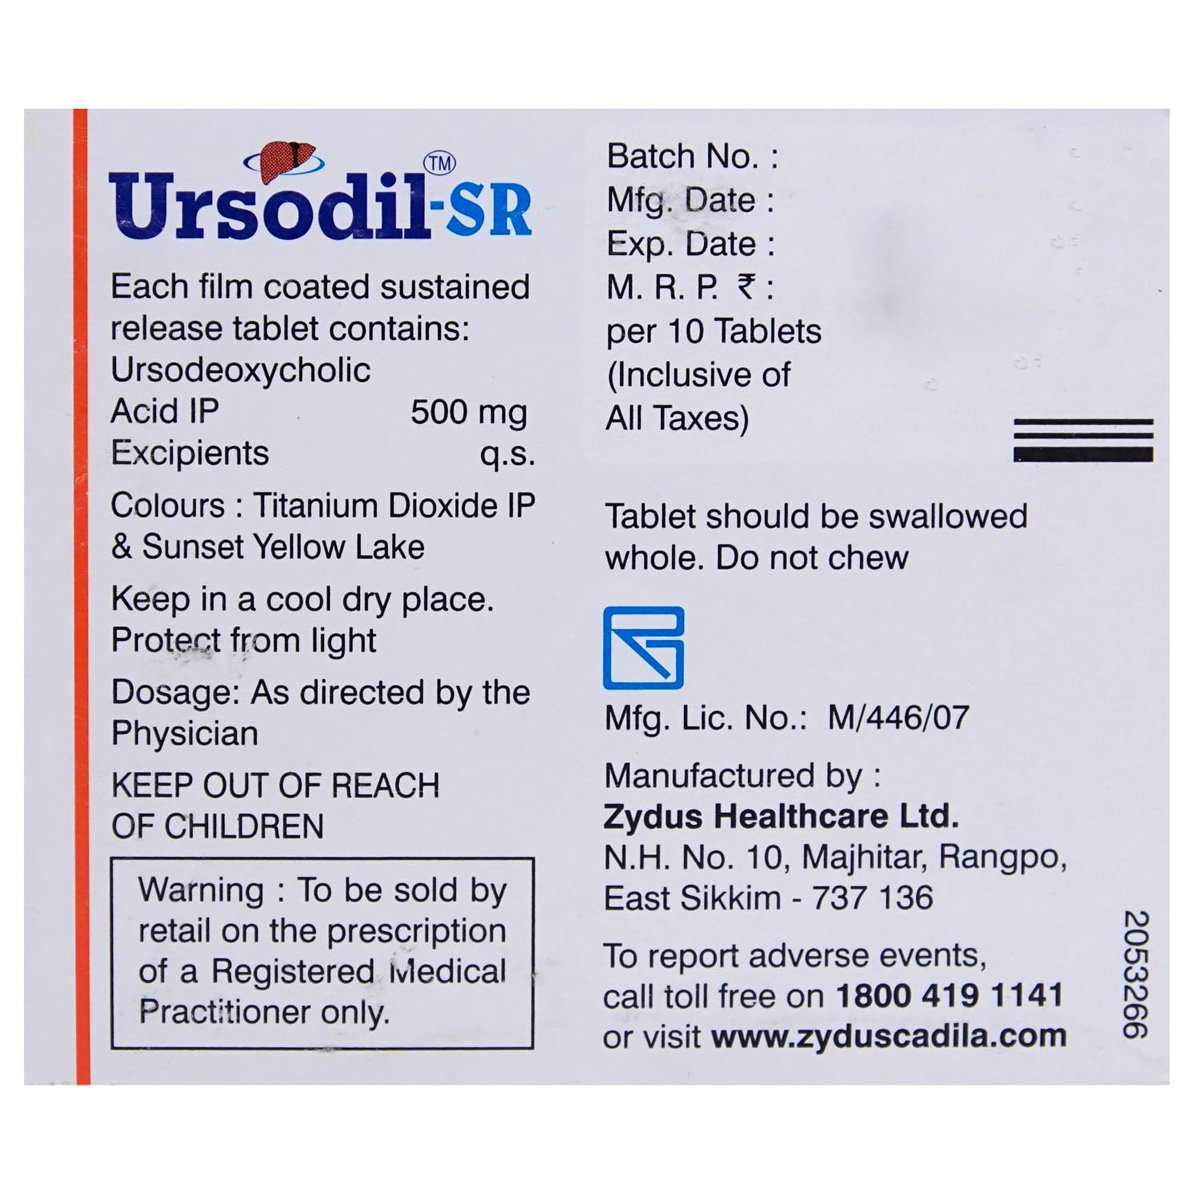 Ursodil-SR TM
Each film coated sustained
release tablet contains:
Ursodeoxycholic
Acid IP 500 mg
Excipients q.s.
Colours : Titanium Dioxide IP
& Sunset Yellow Lake
Keep in a cool dry place.
Protect from light
Dosage: As directed by the
Physician
KEEP OUT OF REACH
OF CHILDREN
Warning : To be sold by
retail on the prescription
of a Registered Medical
Practitioner only.
Batch No. :
Mfg. Date :
Exp. Date :
M. R. P. ₹ :
per 10 Tablets
(Inclusive of
All Taxes)
Tablet should be swallowed
whole. Do not chew
Mfg. Lic. No.: M/446/07
Manufactured by :
Zydus Healthcare Ltd.
N.H. No. 10, Majhitar, Rangpo,
East Sikkim - 737 136
To report adverse events,
call toll free on 1800 419 1141
or visit www.zyduscadila.com
2053266